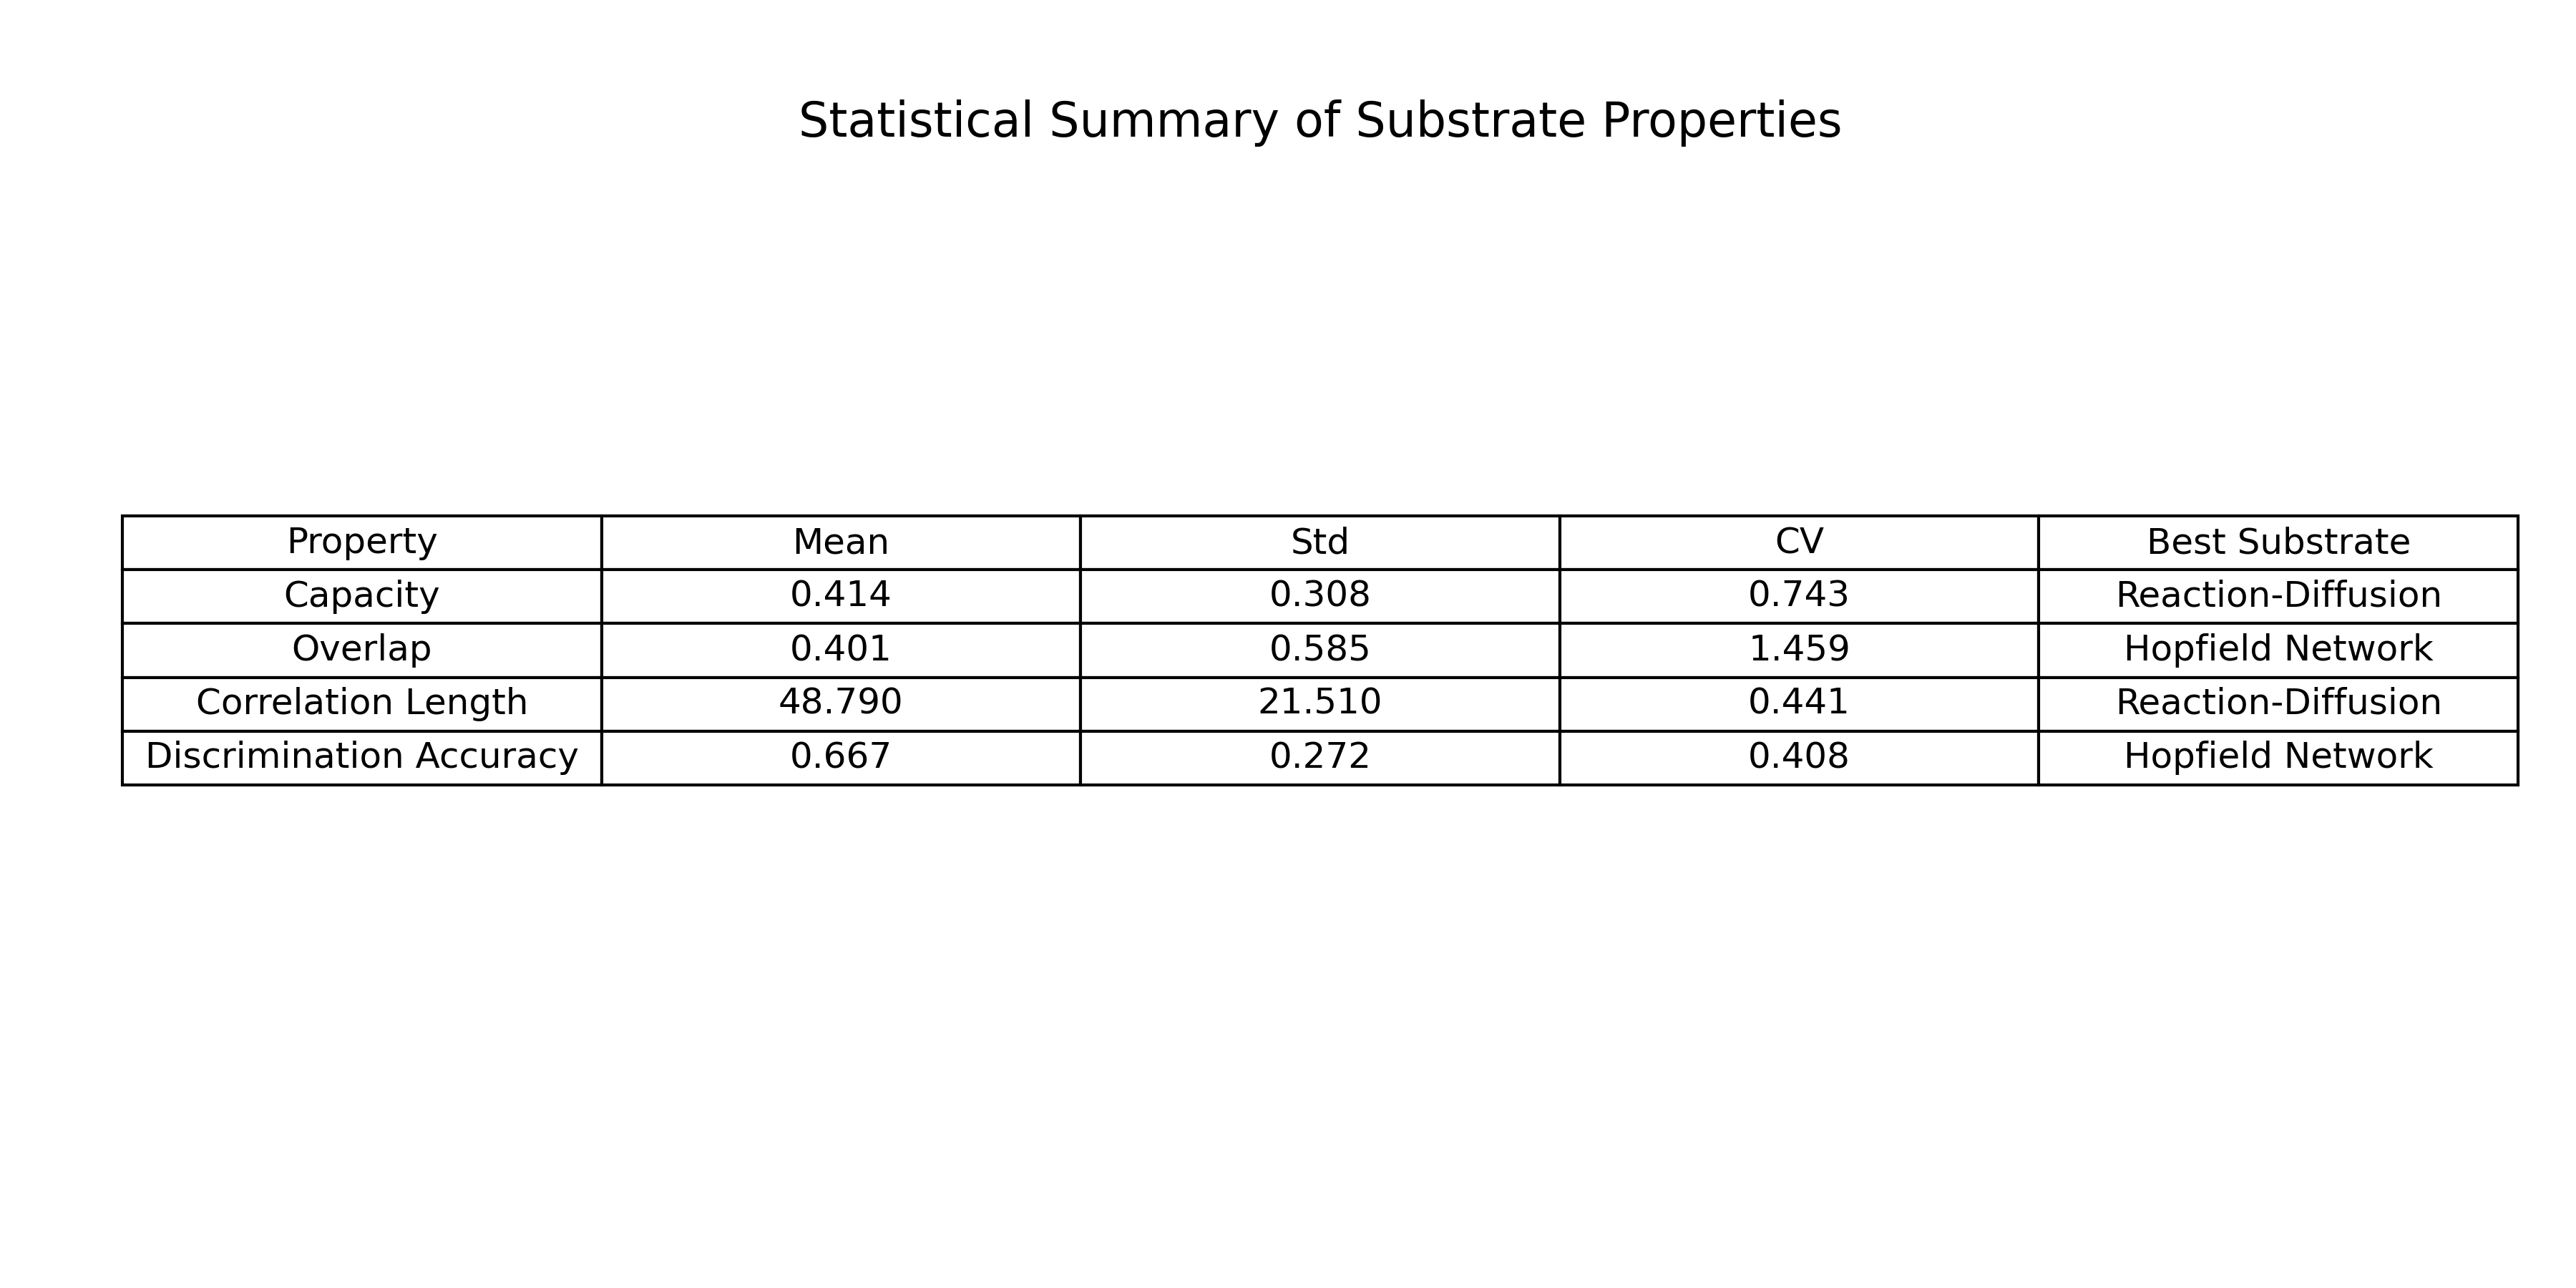 Statistical Summary of Substrate Properties
Property Mean Std CV Best Substrate
Capacity 0.414 0.308 0.743 Reaction-Diffusion
Overlap 0.401 0.585 1.459 Hopfield Network
Correlation Length 48.790 21.510 0.441 Reaction-Diffusion
Discrimination Accuracy 0.667 0.272 0.408 Hopfield Network